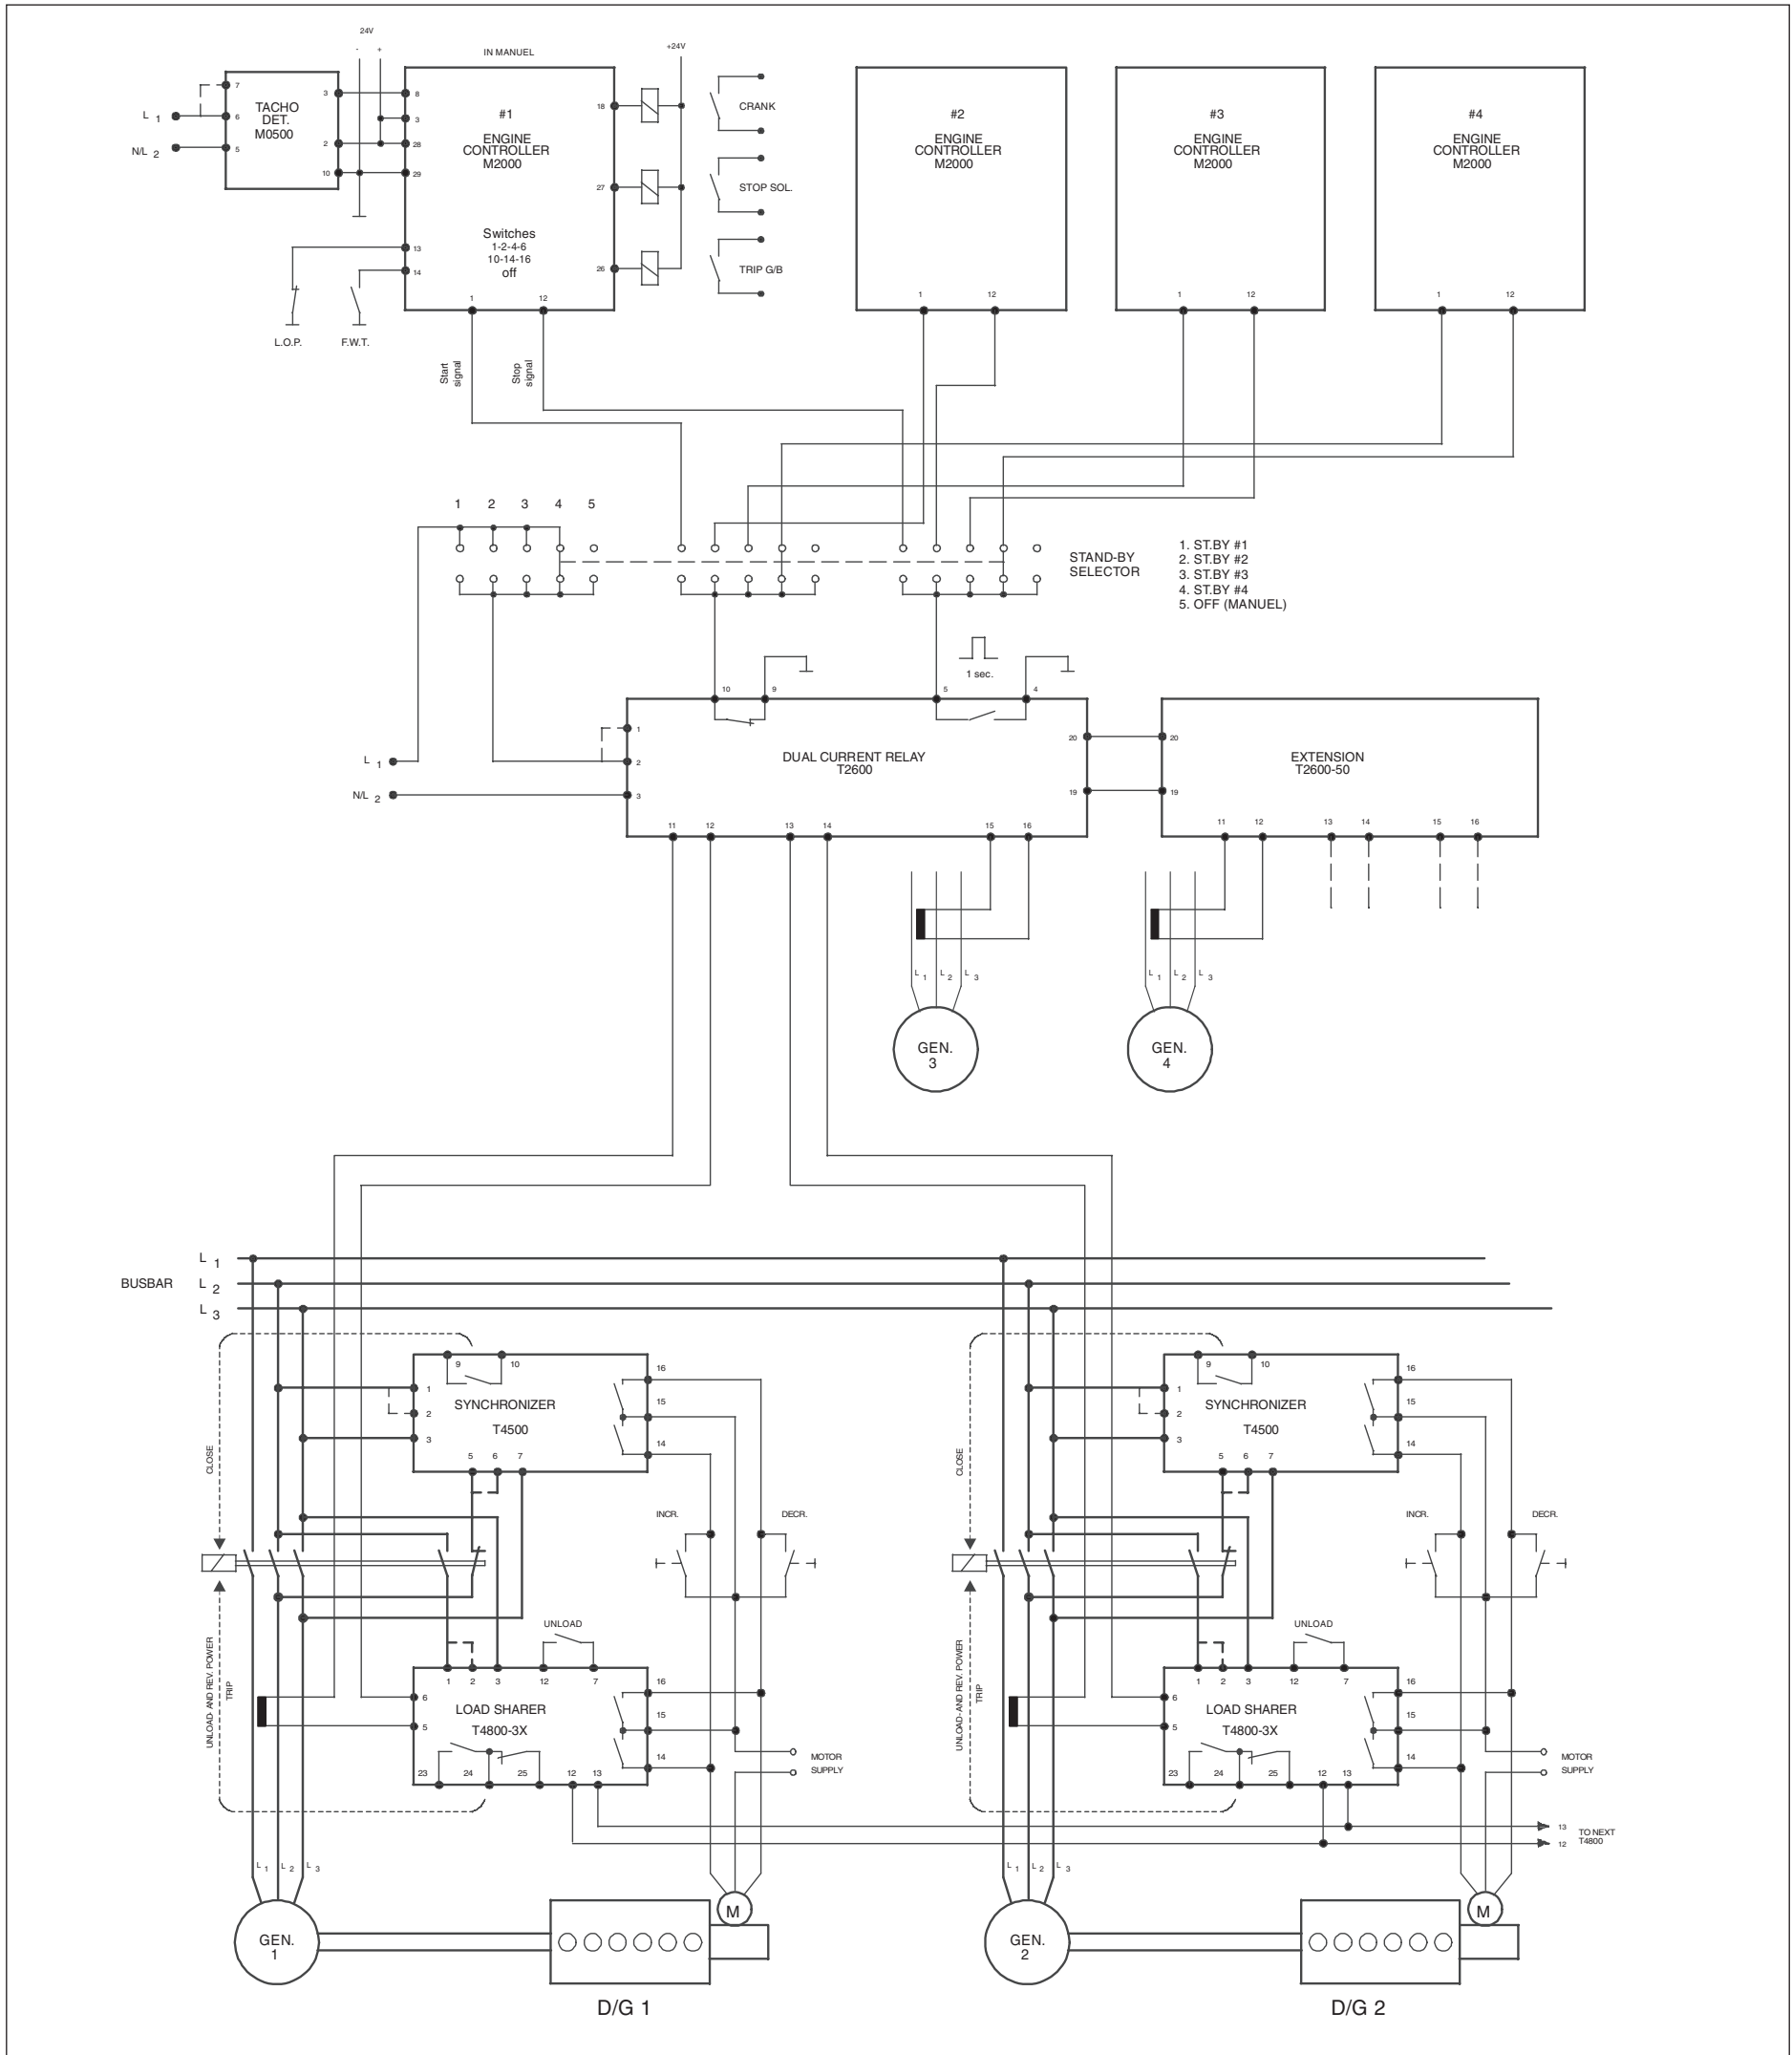 24V
- +
IN MANUEL
+24V
TACHO
DET.
M0500
7
6
5
3
2
10
L 1
N/L 2
#1
ENGINE
CONTROLLER
M2000
Switches
1-2-4-6
10-14-16
off
8
3
28
29
13
14
18
27
26
1
12
CRANK
STOP SOL.
TRIP G/B
L.O.P.
F.W.T.
#2
ENGINE
CONTROLLER
M2000
1 12
#3
ENGINE
CONTROLLER
M2000
1 12
#4
ENGINE
CONTROLLER
M2000
1 12
Start
signal
Stop
signal
1 2 3 4 5
STAND-BY
SELECTOR
1. ST.BY #1
2. ST.BY #2
3. ST.BY #3
4. ST.BY #4
5. OFF (MANUEL)
1 sec.
10 9 5 4
1
2
3
L 1
N/L 2
DUAL CURRENT RELAY
T2600
20
19
11 12 13 14 15 16
20
19
EXTENSION
T2600-50
11 12 13 14 15 16
L 1 L 2 L 3
GEN.
3
L 1 L 2 L 3
GEN.
4
BUSBAR
L 1
L 2
L 3
9 10
1
2
3
SYNCHRONIZER
T4500
16
15
14
5 6 7
CLOSE
INCR.
DECR.
UNLOAD- AND REV. POWER
TRIP
UNLOAD
1 2 3 12 7
6
5
LOAD SHARER
T4800-3X
16
15
14
23 24 25 12 13
MOTOR
SUPPLY
L 1 L 2 L 3
GEN.
1
M
D/G 1
9 10
1
2
3
SYNCHRONIZER
T4500
16
15
14
5 6 7
CLOSE
INCR.
DECR.
UNLOAD- AND REV. POWER
TRIP
UNLOAD
1 2 3 12 7
6
5
LOAD SHARER
T4800-3X
16
15
14
23 24 25 12 13
MOTOR
SUPPLY
13
12
TO NEXT
T4800
L 1 L 2 L 3
GEN.
2
M
D/G 2